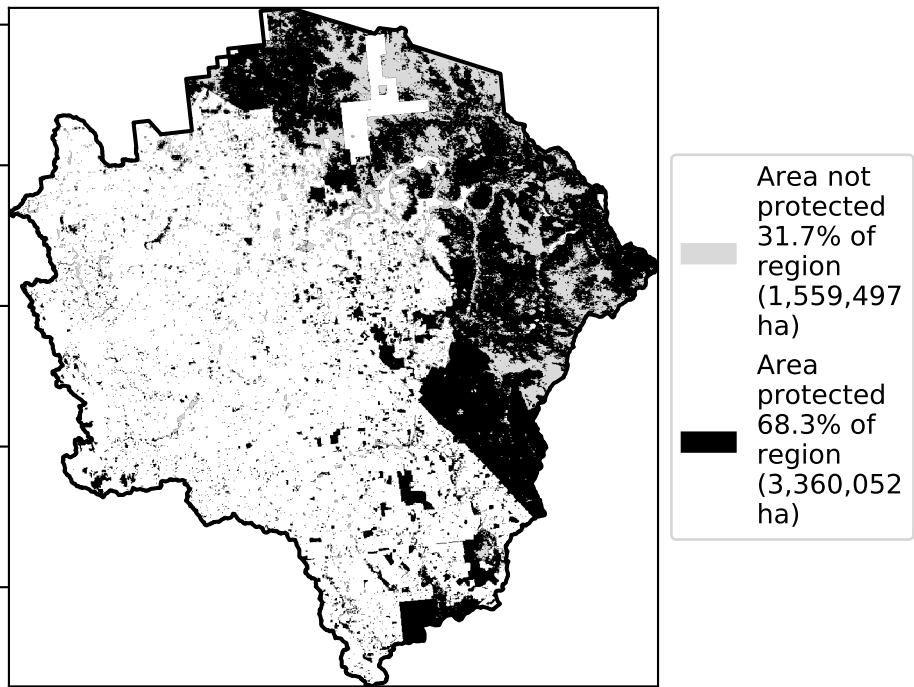 Area not
protected
31.7% of
region
(1,559,497
ha)
Area
protected
68.3% of
region
(3,360,052
ha)